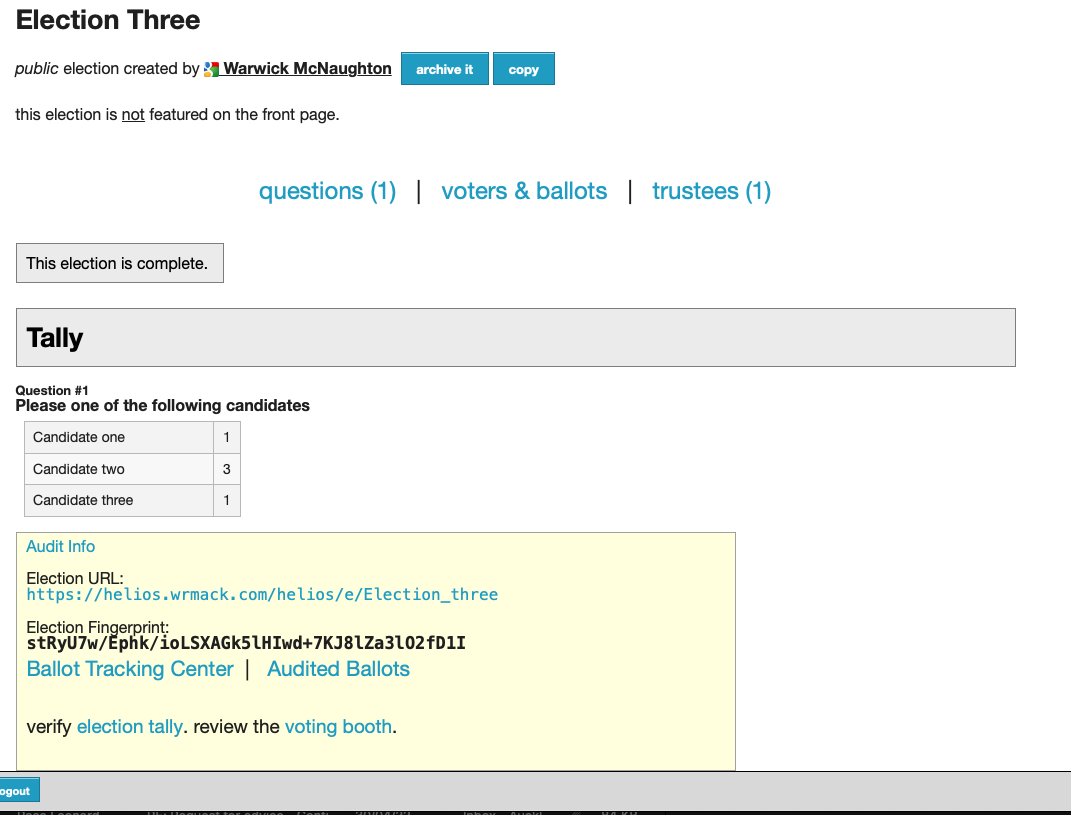 Election Three
public election created by Warwick McNaughton archive it copy
this election is not featured on the front page.
questions (1) | voters & ballots | trustees (1)
This election is complete.
Tally
Question #1
Please one of the following candidates
Candidate one 1
Candidate two 3
Candidate three 1
Audit Info
Election URL:
https://helios.wrmack.com/helios/e/Election_three
Election Fingerprint:
stRyU7w/Ephk/ioLSXAGk5lHIwd+7KJ8lZa3lO2fD1I
Ballot Tracking Center | Audited Ballots
verify election tally. review the voting booth.
ogout